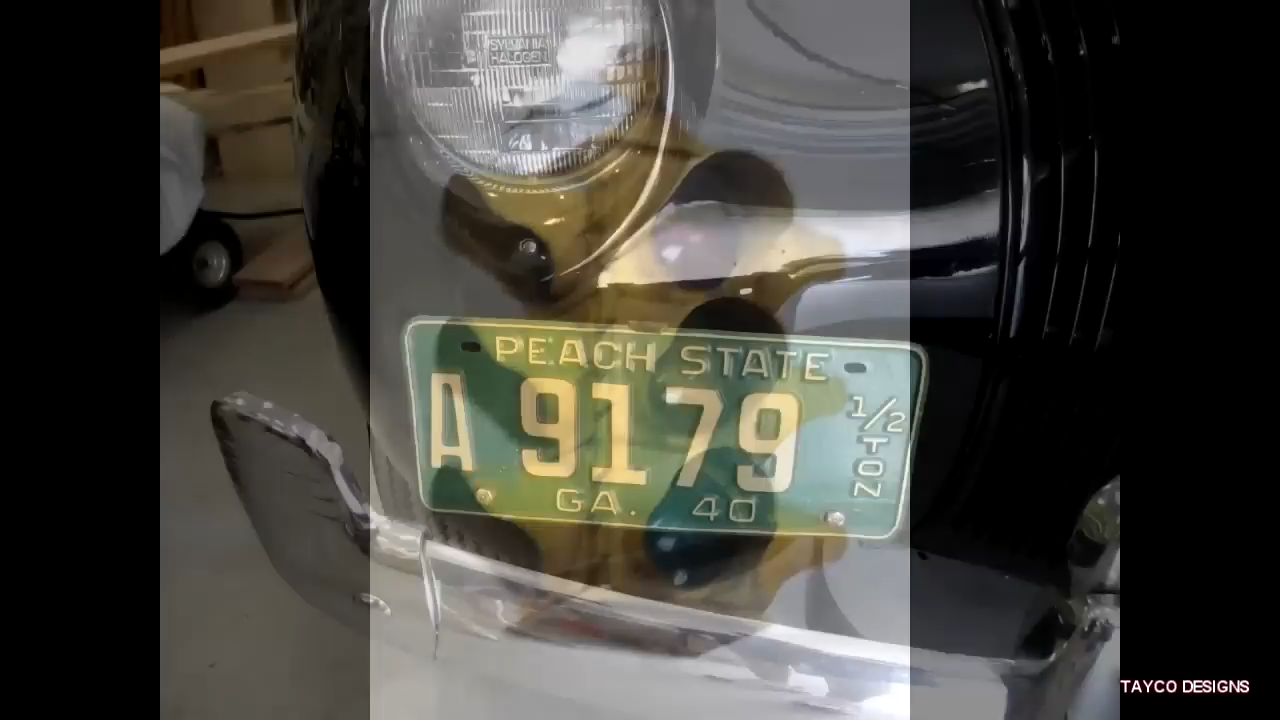 SYLVANIA
HALOGEN
PEACH STATE
A 9179
1/2
TON
GA. 40
TAYCO DESIGNS